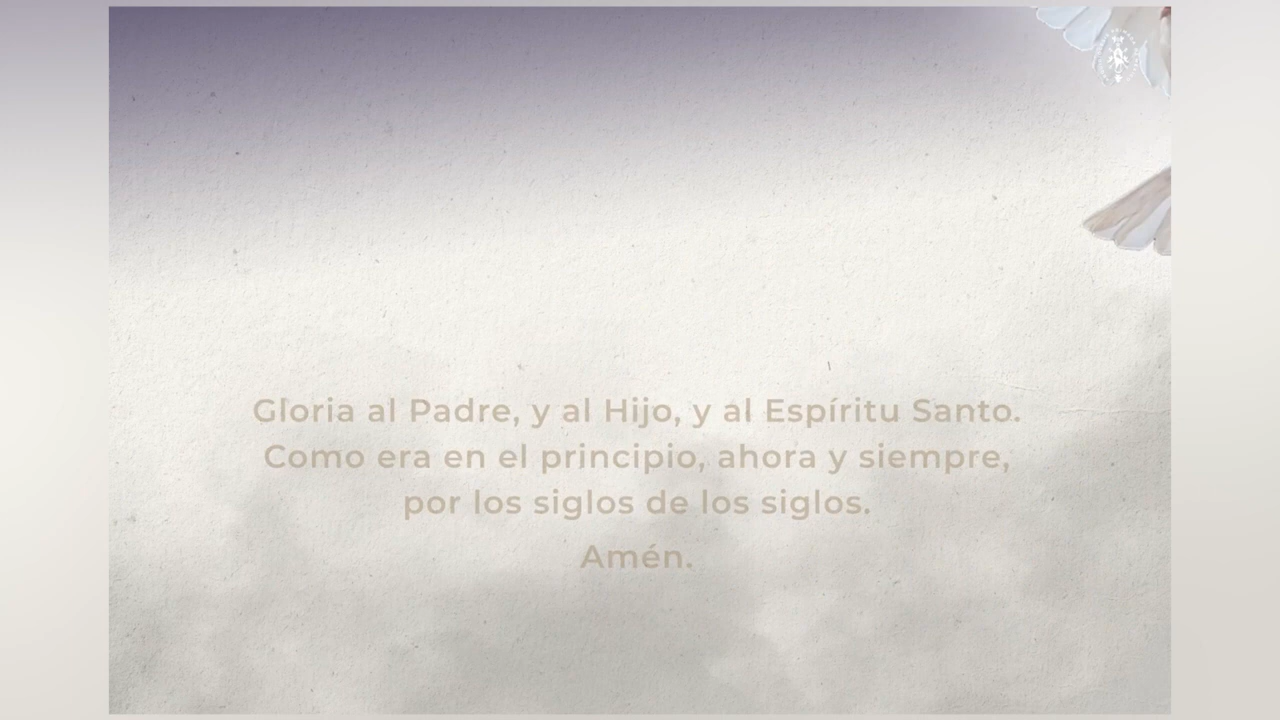 Gloria al Padre, y al Hijo, y al Espíritu Santo.
Como era en el principio, ahora y siempre,
por los siglos de los siglos.
Amén.